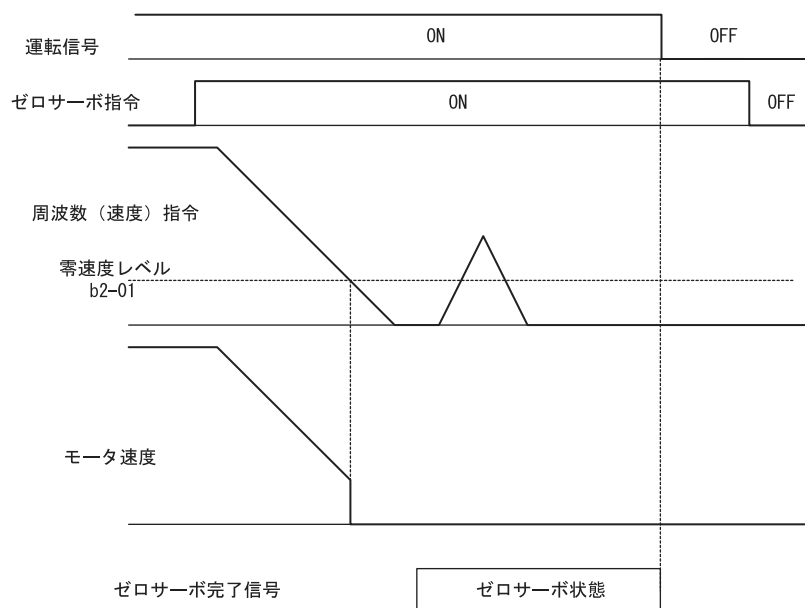 運転信号
ON
OFF
ゼロサーボ指令
ON
OFF
周波数(速度)指令
零速度レベル
b2-01
モータ速度
ゼロサーボ完了信号
ゼロサーボ状態